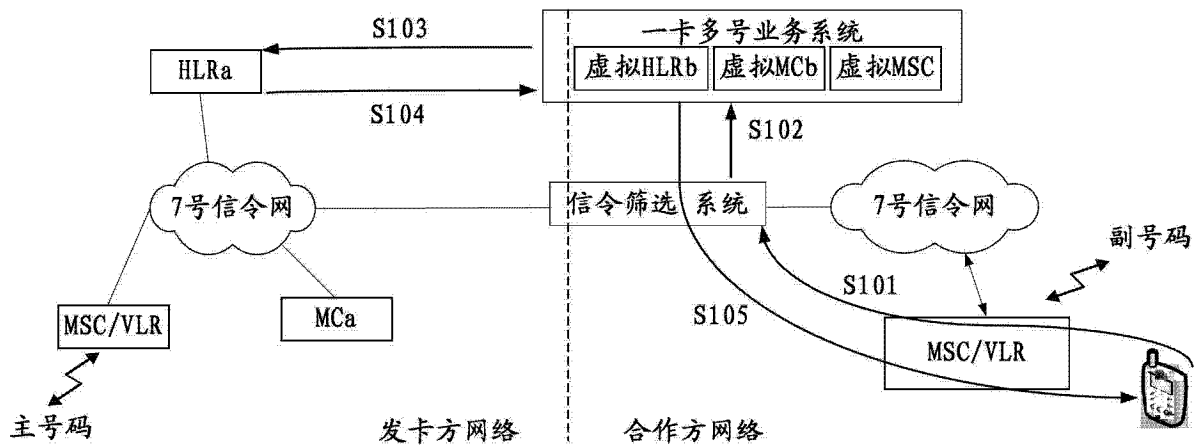 S103
一卡多号业务系统
HLRa
虚拟HLRb
虚拟MCb
虚拟MSC
S104
S102
7号信令网
信令筛选 系统
7号信令网
副号码
S101
MSC/VLR
MCa
S105
MSC/VLR
主号码
发卡方网络
合作方网络